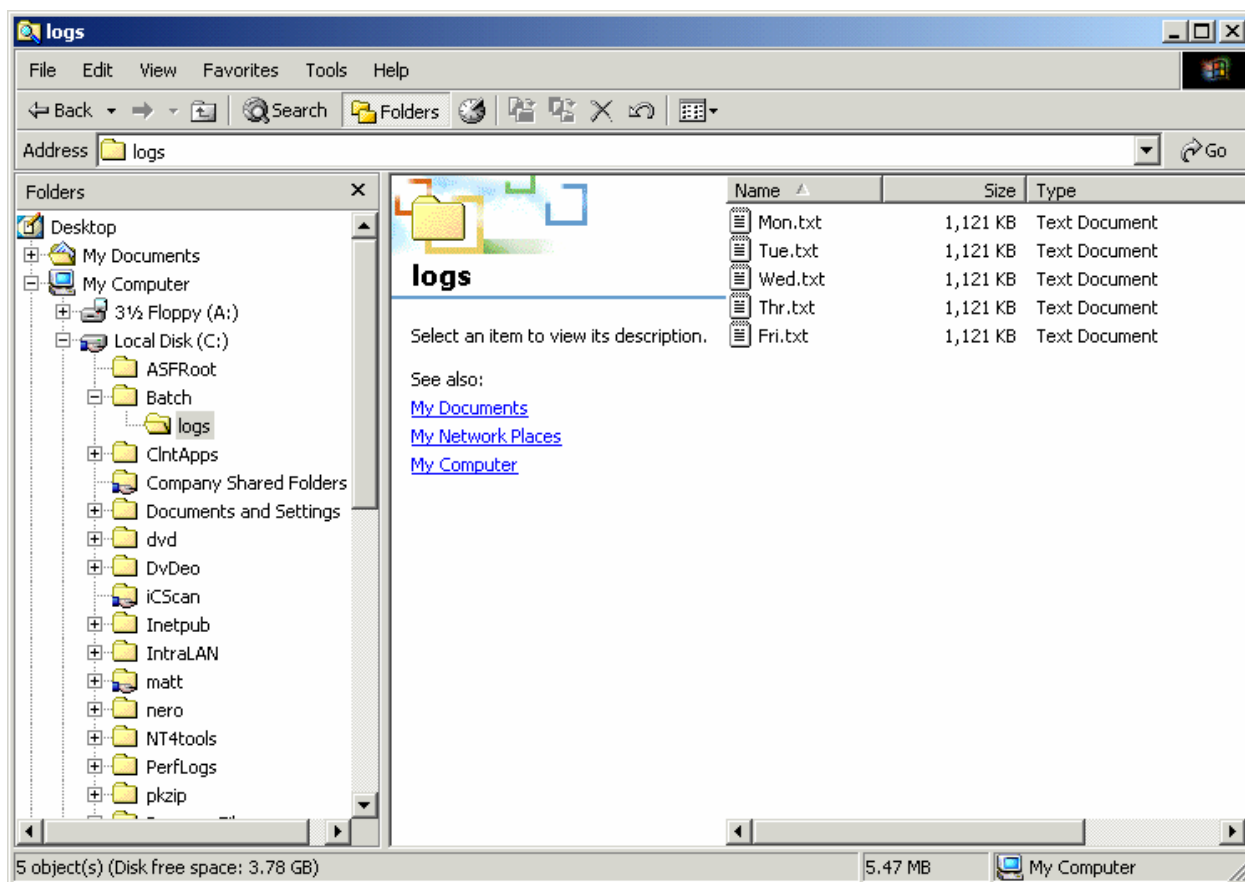 logs
File Edit View Favorites Tools Help
Back Search Folders
Address logs Go
Folders
Desktop
My Documents
My Computer
3½ Floppy (A:)
Local Disk (C:)
ASFRoot
Batch
logs
ClntApps
Company Shared Folders
Documents and Settings
dvd
DvDeo
iCScan
Inetpub
IntraLAN
matt
nero
NT4tools
PerfLogs
pkzip
logs
Select an item to view its description.
See also:
My Documents
My Network Places
My Computer
Name Size Type
Mon.txt 1,121 KB Text Document
Tue.txt 1,121 KB Text Document
Wed.txt 1,121 KB Text Document
Thr.txt 1,121 KB Text Document
Fri.txt 1,121 KB Text Document
5 object(s) (Disk free space: 3.78 GB) 5.47 MB My Computer